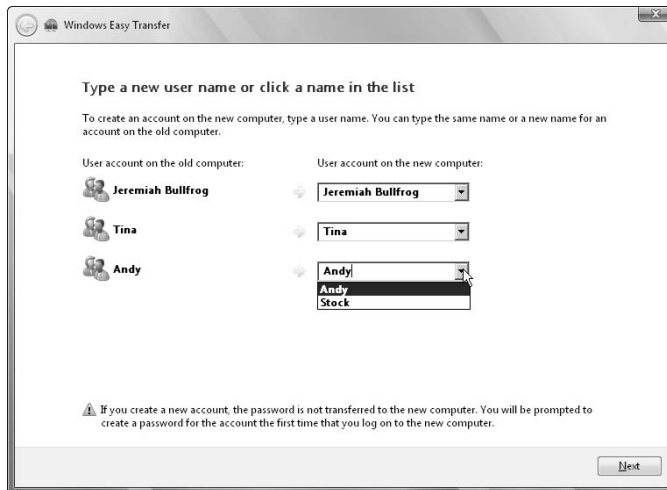 Windows Easy Transfer
Type a new user name or click a name in the list
To create an account on the new computer, type a user name. You can type the same name or a new name for an
account on the old computer.
User account on the old computer: User account on the new computer:
Jeremiah Bullfrog Jeremiah Bullfrog
Tina Tina
Andy Andy
Andy
Stock
If you create a new account, the password is not transferred to the new computer. You will be prompted to
create a password for the account the first time that you log on to the new computer.
Next